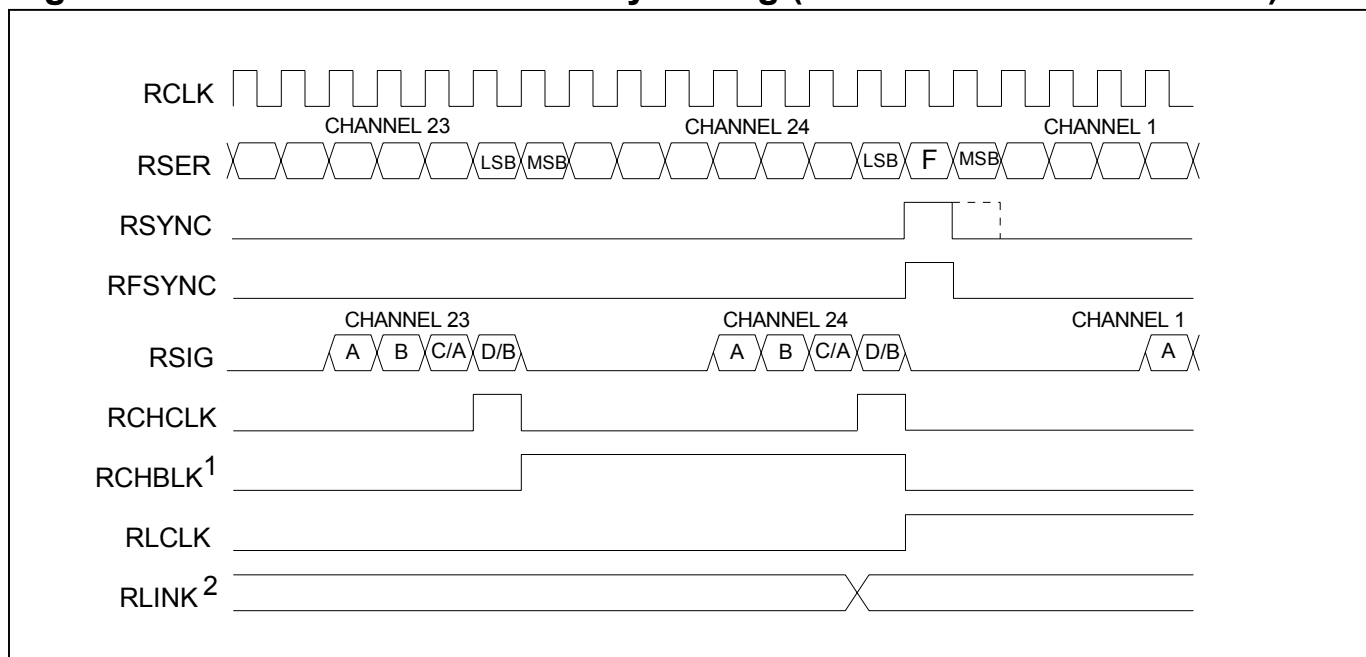 RCLK
CHANNEL 23 CHANNEL 24 CHANNEL 1
RSER LSB MSB LSB F MSB
RSYNC
RFSYNC
CHANNEL 23 CHANNEL 24 CHANNEL 1
RSIG A B C/A D/B A B C/A D/B A
RCHCLK
RCHBLK1
RLCLK
RLINK2